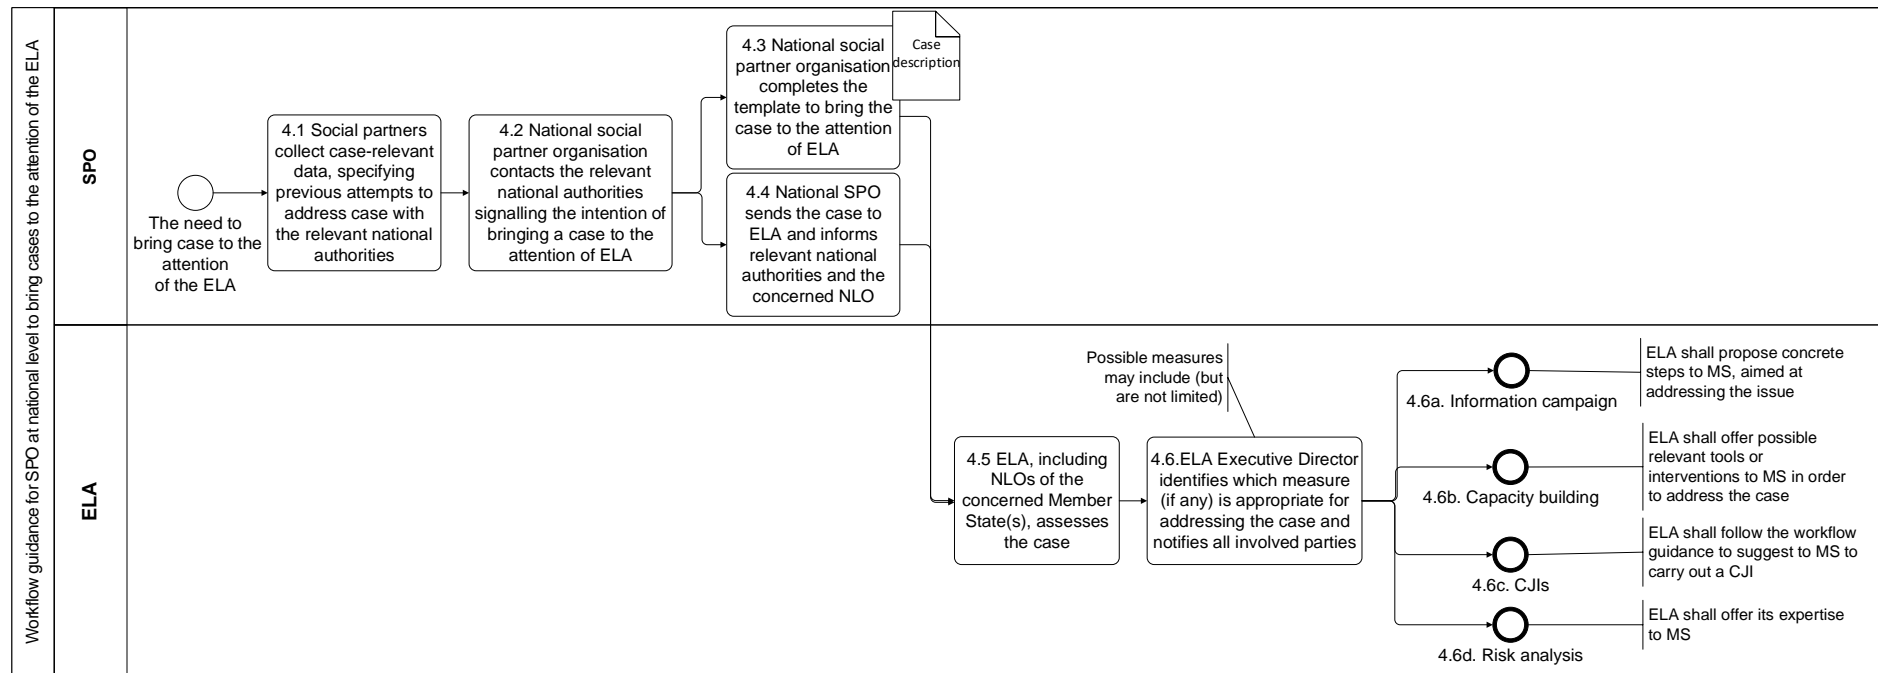 Workflow guidance for SPO at national level to bring cases to the attention of the ELA
SPO
The need to
bring case to the
attention
of the ELA
4.1 Social partners
collect case-relevant
data, specifying
previous attempts to
address case with
the relevant national
authorities
4.2 National social
partner organisation
contacts the relevant
national authorities
signalling the intention of
bringing a case to the
attention of ELA
4.3 National social
partner organisation
completes the
template to bring the
case to the attention
of ELA
Case
description
4.4 National SPO
sends the case to
ELA and informs
relevant national
authorities and the
concerned NLO
ELA
4.5 ELA, including
NLOs of the
concerned Member
State(s), assesses
the case
Possible measures
may include (but
are not limited)
4.6.ELA Executive Director
identifies which measure
(if any) is appropriate for
addressing the case and
notifies all involved parties
4.6a. Information campaign
ELA shall propose concrete
steps to MS, aimed at
addressing the issue
4.6b. Capacity building
ELA shall offer possible
relevant tools or
interventions to MS in order
to address the case
4.6c. CJIs
ELA shall follow the workflow
guidance to suggest to MS to
carry out a CJI
4.6d. Risk analysis
ELA shall offer its expertise
to MS